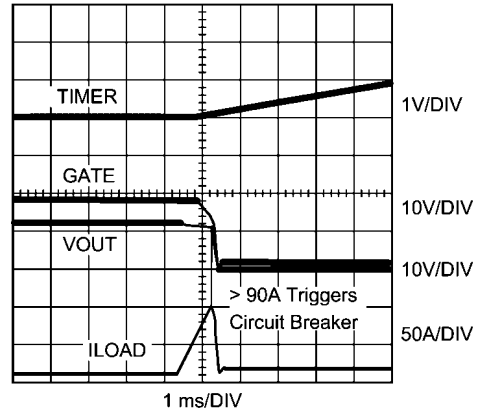 TIMER
1V/DIV
GATE
10V/DIV
VOUT
10V/DIV
> 90A Triggers
Circuit Breaker
50A/DIV
ILOAD
1 ms/DIV